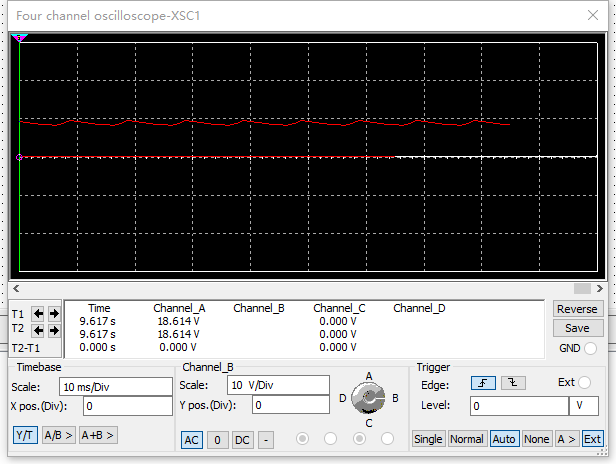 Four channel oscilloscope-XSC1
T1
T2
T2-T1
Time Channel_A Channel_B Channel_C Channel_D
9.617 s 18.614 V 0.000 V
9.617 s 18.614 V 0.000 V
0.000 s 0.000 V 0.000 V
Reverse
Save
GND
Timebase
Scale: 10 ms/Div
X pos.(Div): 0
Y/T A/B > A+B >
Channel_B
Scale: 10 V/Div
Y pos.(Div): 0
AC 0 DC -
A
D B
C
Trigger
Edge: Ext
Level: 0 V
Single Normal Auto None A > Ext